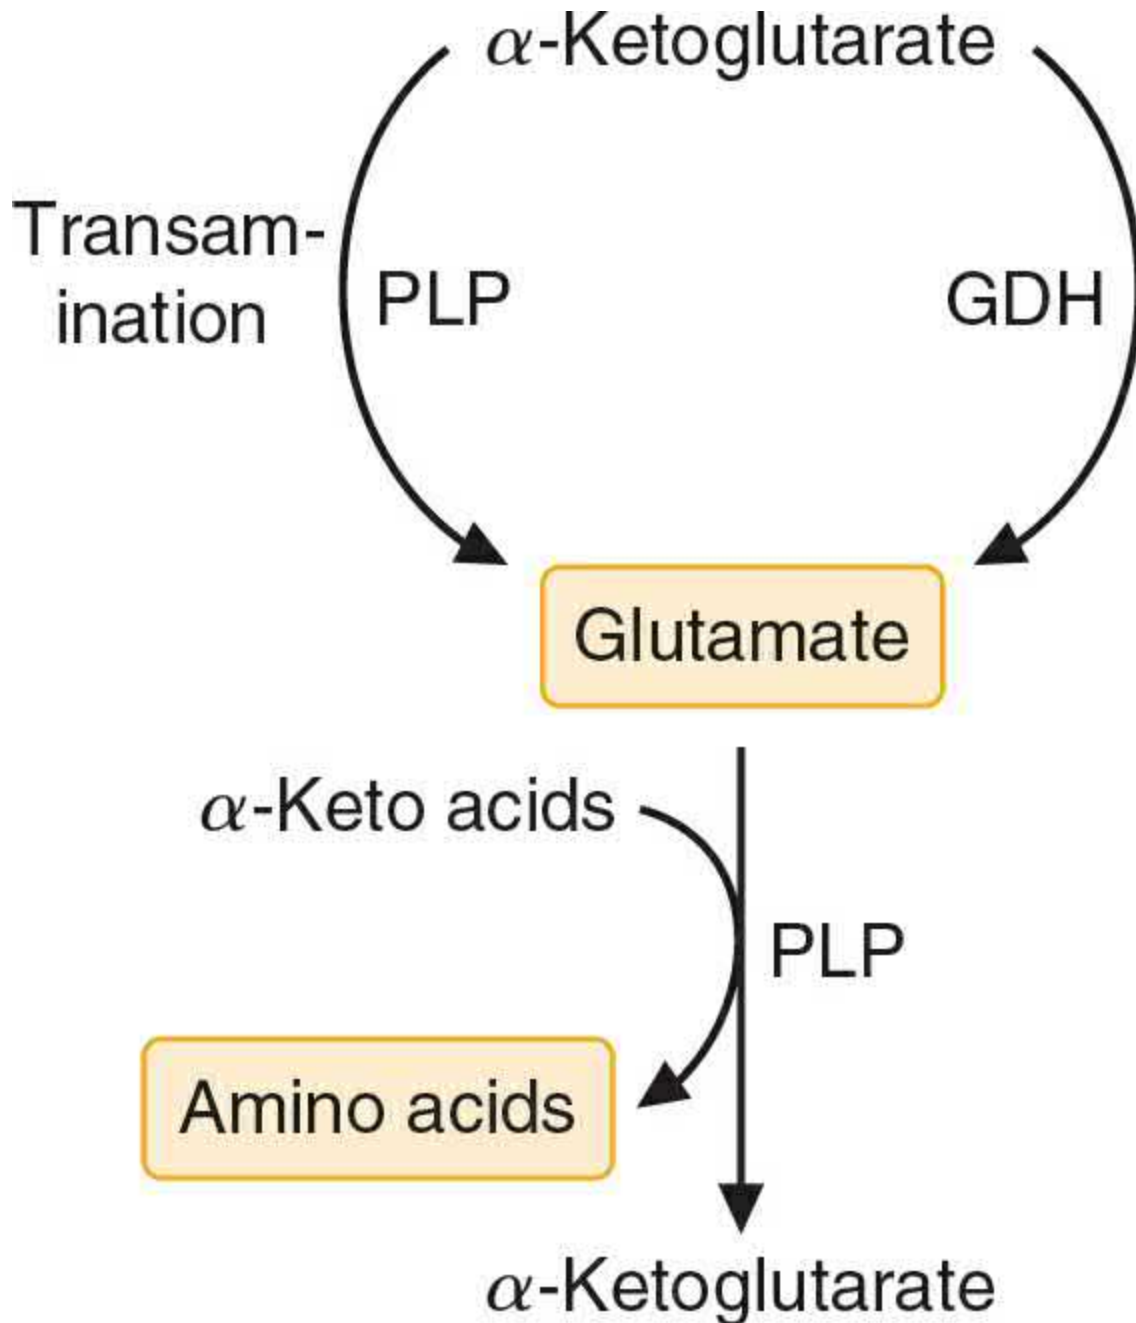 α-Ketoglutarate
Transam-
ination
PLP
GDH
Glutamate
α-Keto acids
PLP
Amino acids
α-Ketoglutarate